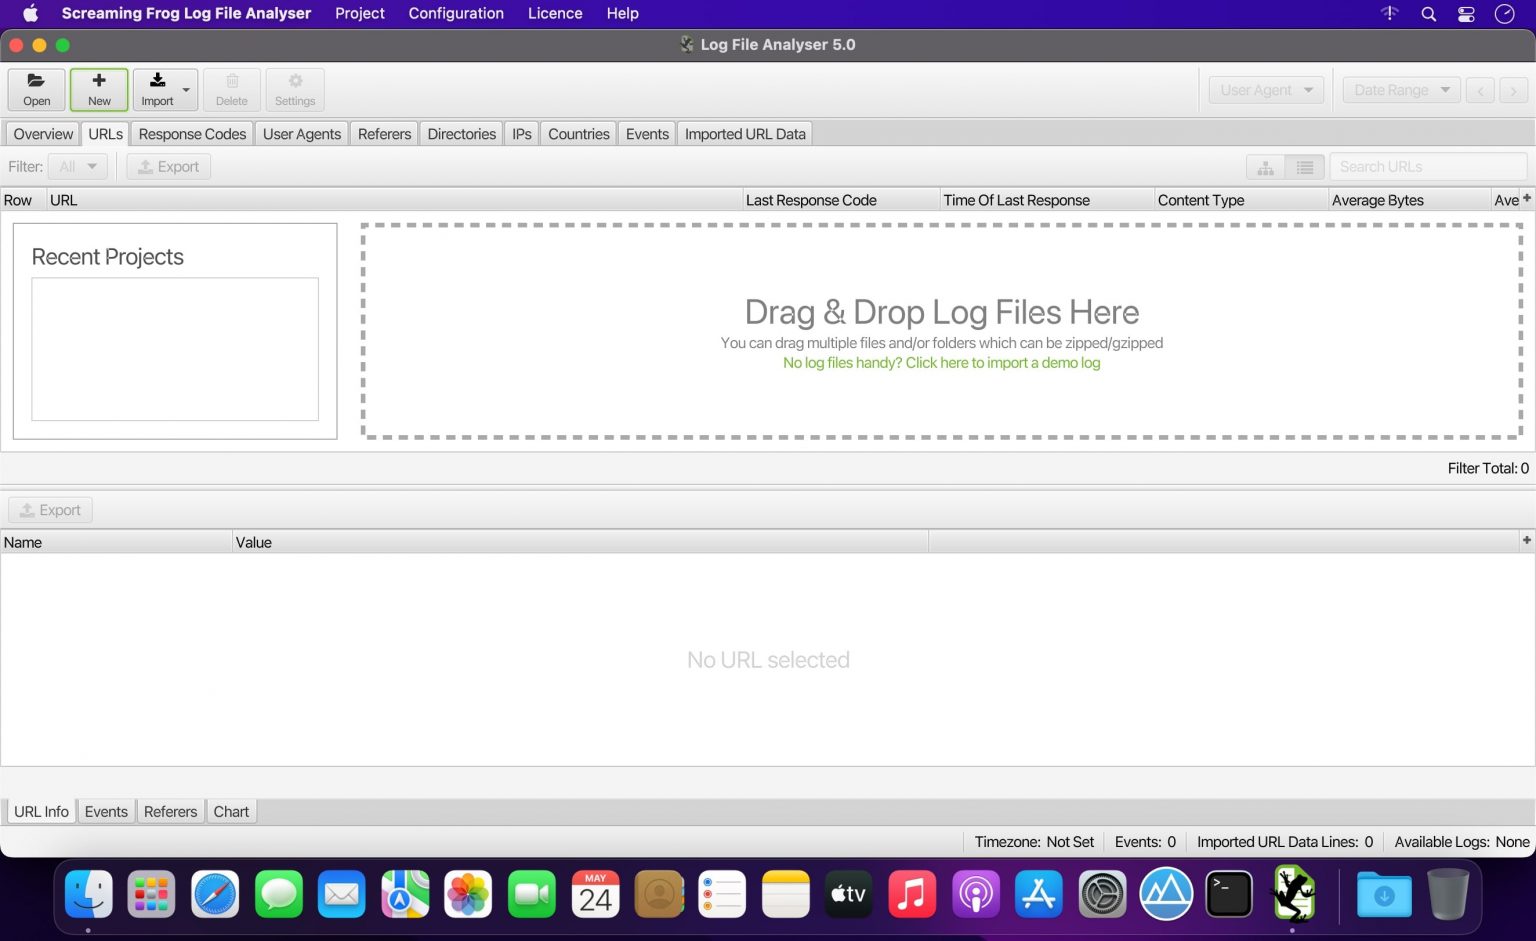 Screaming Frog Log File Analyser Project Configuration Licence Help
Log File Analyser 5.0
Open New Import Delete Settings User Agent Date Range
Overview URLs Response Codes User Agents Referers Directories IPs Countries Events Imported URL Data
Filter: All Export Search URLs
Row URL Last Response Code Time Of Last Response Content Type Average Bytes Ave +
Recent Projects
Drag & Drop Log Files Here
You can drag multiple files and/or folders which can be zipped/gzipped
No log files handy? Click here to import a demo log
Filter Total: 0
Export
Name Value +
No URL selected
URL Info Events Referers Chart
Timezone: Not Set Events: 0 Imported URL Data Lines: 0 Available Logs: None
MAY
24
tv
>_